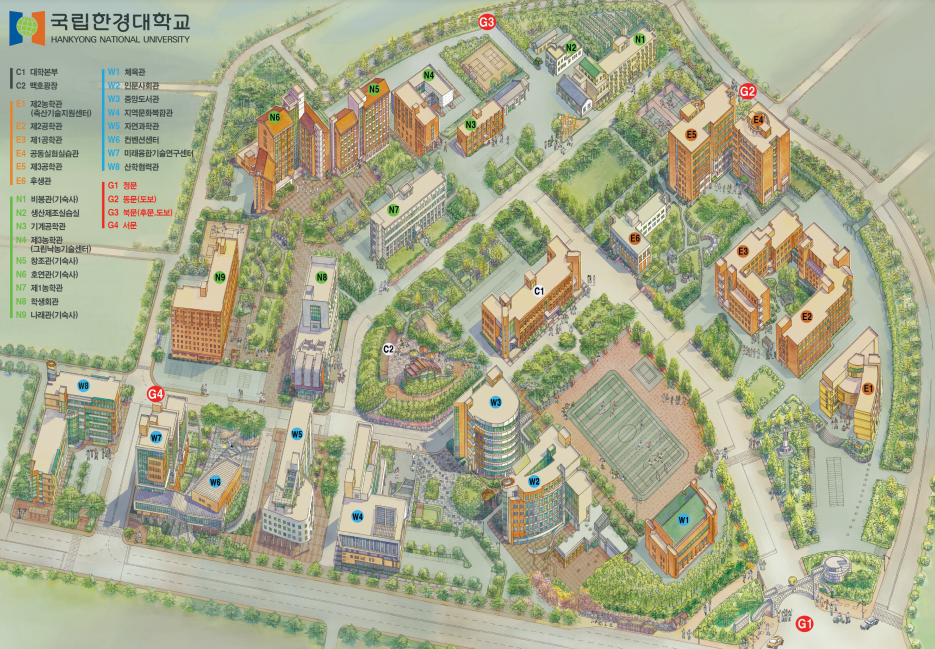 국립한경대학교
HANKYONG NATIONAL UNIVERSITY
C1 대학본부
C2 백호광장
E1 제2농학관
(축산기술지원센터)
E2 제2공학관
E3 제1공학관
E4 공동실험실습관
E5 제3공학관
E6 후생관
N1 비봉관(기숙사)
N2 생산제조실습실
N3 기계공학관
N4 제3농학관
(그린낙농기술센터)
N5 창조관(기숙사)
N6 호연관(기숙사)
N7 제1농학관
N8 학생회관
N9 나래관(기숙사)
W1 체육관
W2 인문사회관
W3 중앙도서관
W4 지역문화복합관
W5 자연과학관
W6 컨벤션센터
W7 미래융합기술연구센터
W8 산학협력관
G1 정문
G2 동문(도보)
G3 북문(후문,도보)
G4 서문
G3
N1
N2
N4
N5
G2
N6
N3
E4
E5
N7
E6
E3
N9
N8
C1
E2
C2
W8
G4
E1
W3
W7
W5
W6
W2
W4
W1
G1